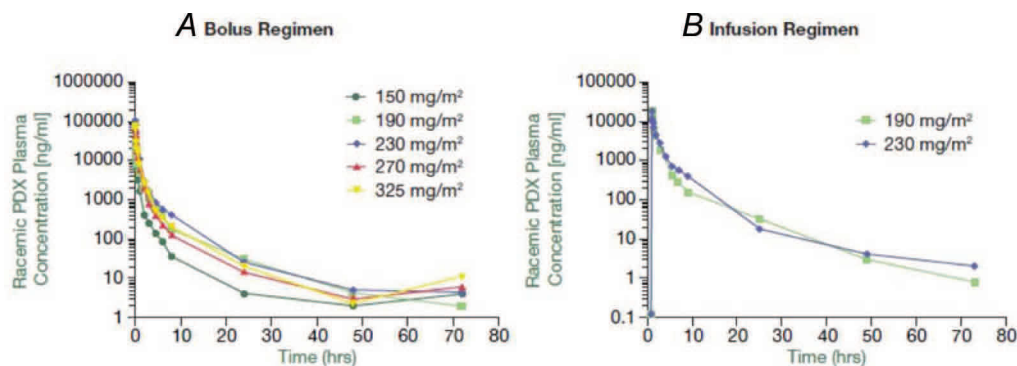 A Bolus Regimen
Racemic PDX Plasma
Concentration [ng/ml]
1000000
100000
10000
1000
100
10
1
0 10 20 30 40 50 60 70 80
Time (hrs)
150 mg/m²
190 mg/m²
230 mg/m²
270 mg/m²
325 mg/m²
B Infusion Regimen
Racemic PDX Plasma
Concentration [ng/ml]
1000000
100000
10000
1000
100
10
1
0.1
0 10 20 30 40 50 60 70 80
Time (hrs)
190 mg/m²
230 mg/m²